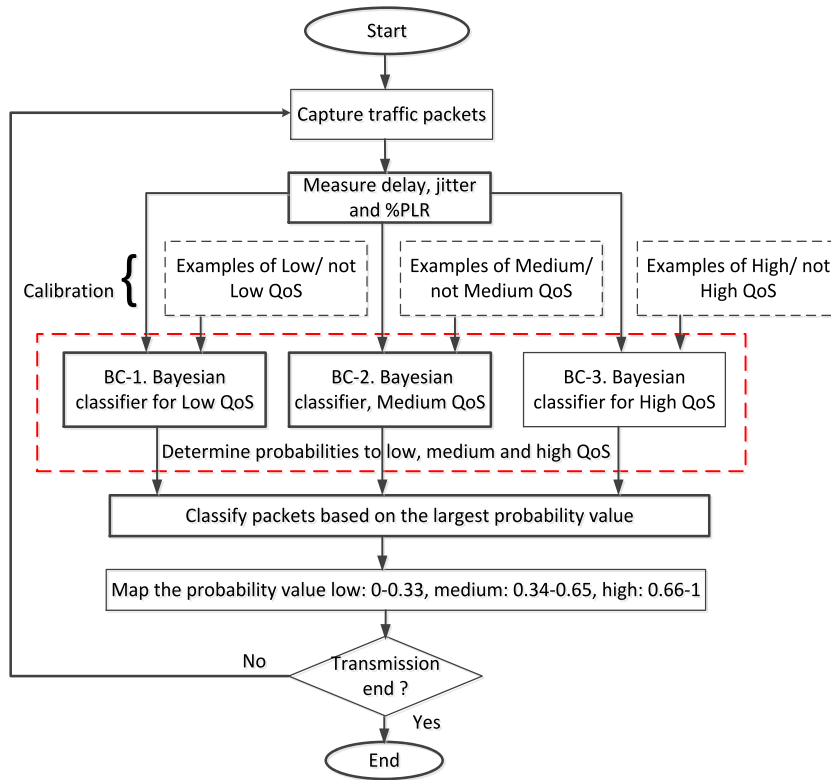 Start
Capture traffic packets
Measure delay, jitter
and %PLR
Calibration {
Examples of Low/ not
Low QoS
Examples of Medium/
not Medium QoS
Examples of High/ not
High QoS
BC-1. Bayesian
classifier for Low QoS
BC-2. Bayesian
classifier, Medium QoS
BC-3. Bayesian
classifier for High QoS
Determine probabilities to low, medium and high QoS
Classify packets based on the largest probability value
Map the probability value low: 0-0.33, medium: 0.34-0.65, high: 0.66-1
No
Transmission
end ?
Yes
End